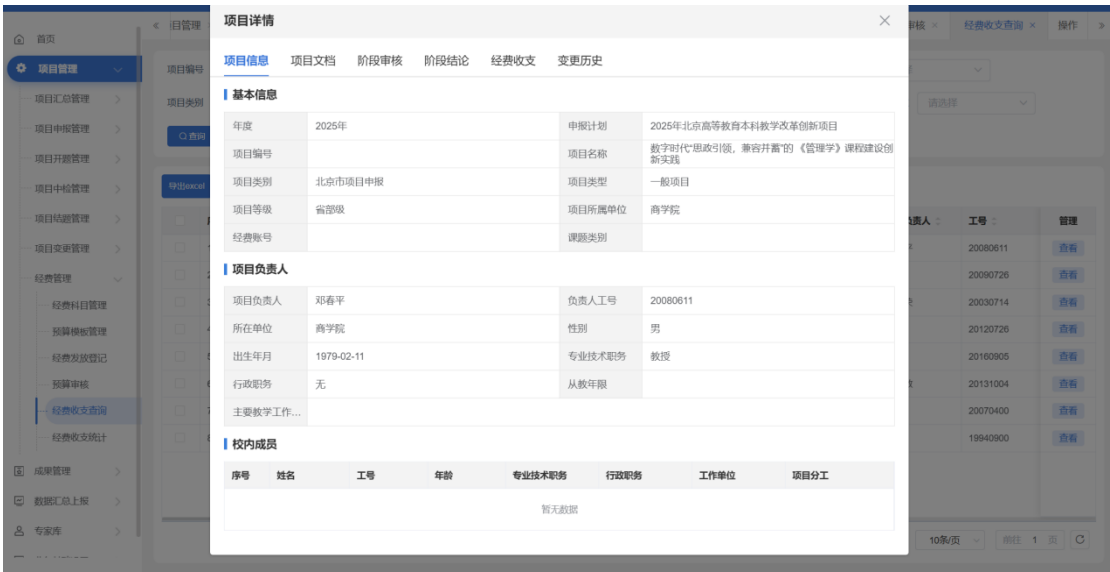 首页
项目管理
项目汇总管理
项目申报管理
项目开题管理
项目中检管理
项目结题管理
项目变更管理
经费管理
经费科目管理
预算模板管理
经费发放登记
预算审核
经费收支查询
经费收支统计
成果管理
数据汇总上报
专家库
« 目管理
审核 × 经费收支查询 × 操作 »
项目编号
项目类别 请选择
查询
导出excel
负责人 工号 管理
20080611 查看
20090726 查看
20030714 查看
20120726 查看
20160905 查看
20131004 查看
20070400 查看
19940900 查看
10条/页 前往 1 页
项目详情 ×
项目信息 项目文档 阶段审核 阶段结论 经费收支 变更历史
基本信息
年度 2025年 申报计划 2025年北京高等教育本科教学改革创新项目
项目编号 项目名称 数字时代“思政引领，兼容并蓄”的 《管理学》课程建设创
新实践
项目类别 北京市项目申报 项目类型 一般项目
项目等级 省部级 项目所属单位 商学院
经费账号 课题类别
项目负责人
项目负责人 邓春平 负责人工号 20080611
所在单位 商学院 性别 男
出生年月 1979-02-11 专业技术职务 教授
行政职务 无 从教年限
主要教学工作...
校内成员
序号 姓名 工号 年龄 专业技术职务 行政职务 工作单位 项目分工
暂无数据